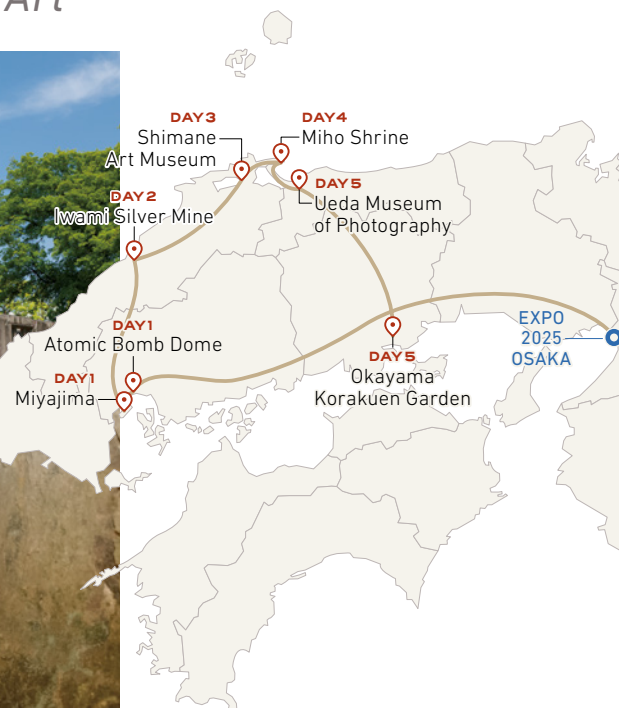 Art
DAY3
Shimane
Art Museum
DAY4
Miho Shrine
DAY2
Iwami Silver Mine
DAY5
Ueda Museum
of Photography
DAY1
Atomic Bomb Dome
DAY1
Miyajima
DAY5
Okayama
Korakuen Garden
EXPO
2025
OSAKA